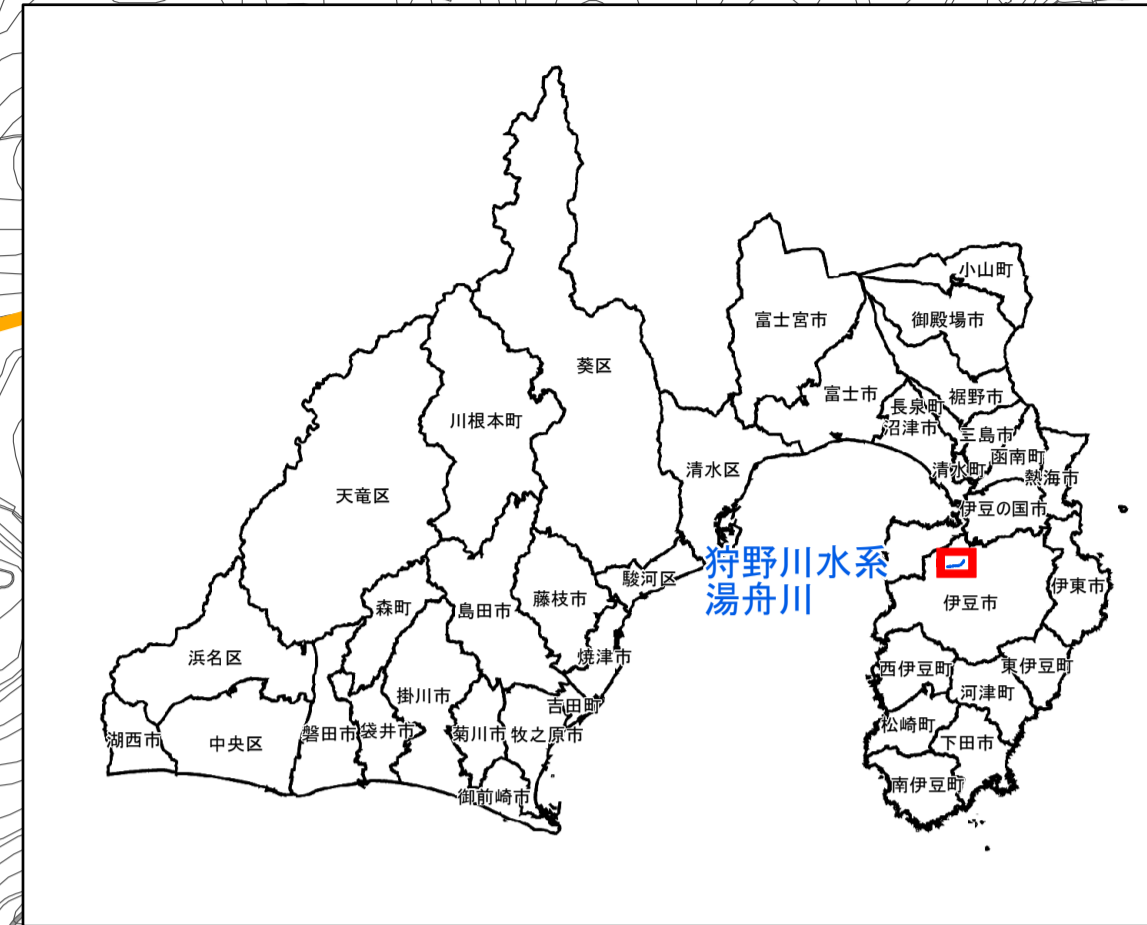 小山町
富士宮市
御殿場市
葵区
富士市
裾野市
長泉町
川根本町
沼津市
三島市
函南町
清水区
清水町
熱海市
天竜区
伊豆の国市
狩野川水系
湯舟川
駿河区
伊東市
藤枝市
伊豆市
森町
島田市
浜名区
焼津市
西伊豆町
東伊豆町
掛川市
河津町
吉田町
松崎町
湖西市
中央区
磐田市
袋井市
菊川市
牧之原市
下田市
南伊豆町
御前崎市